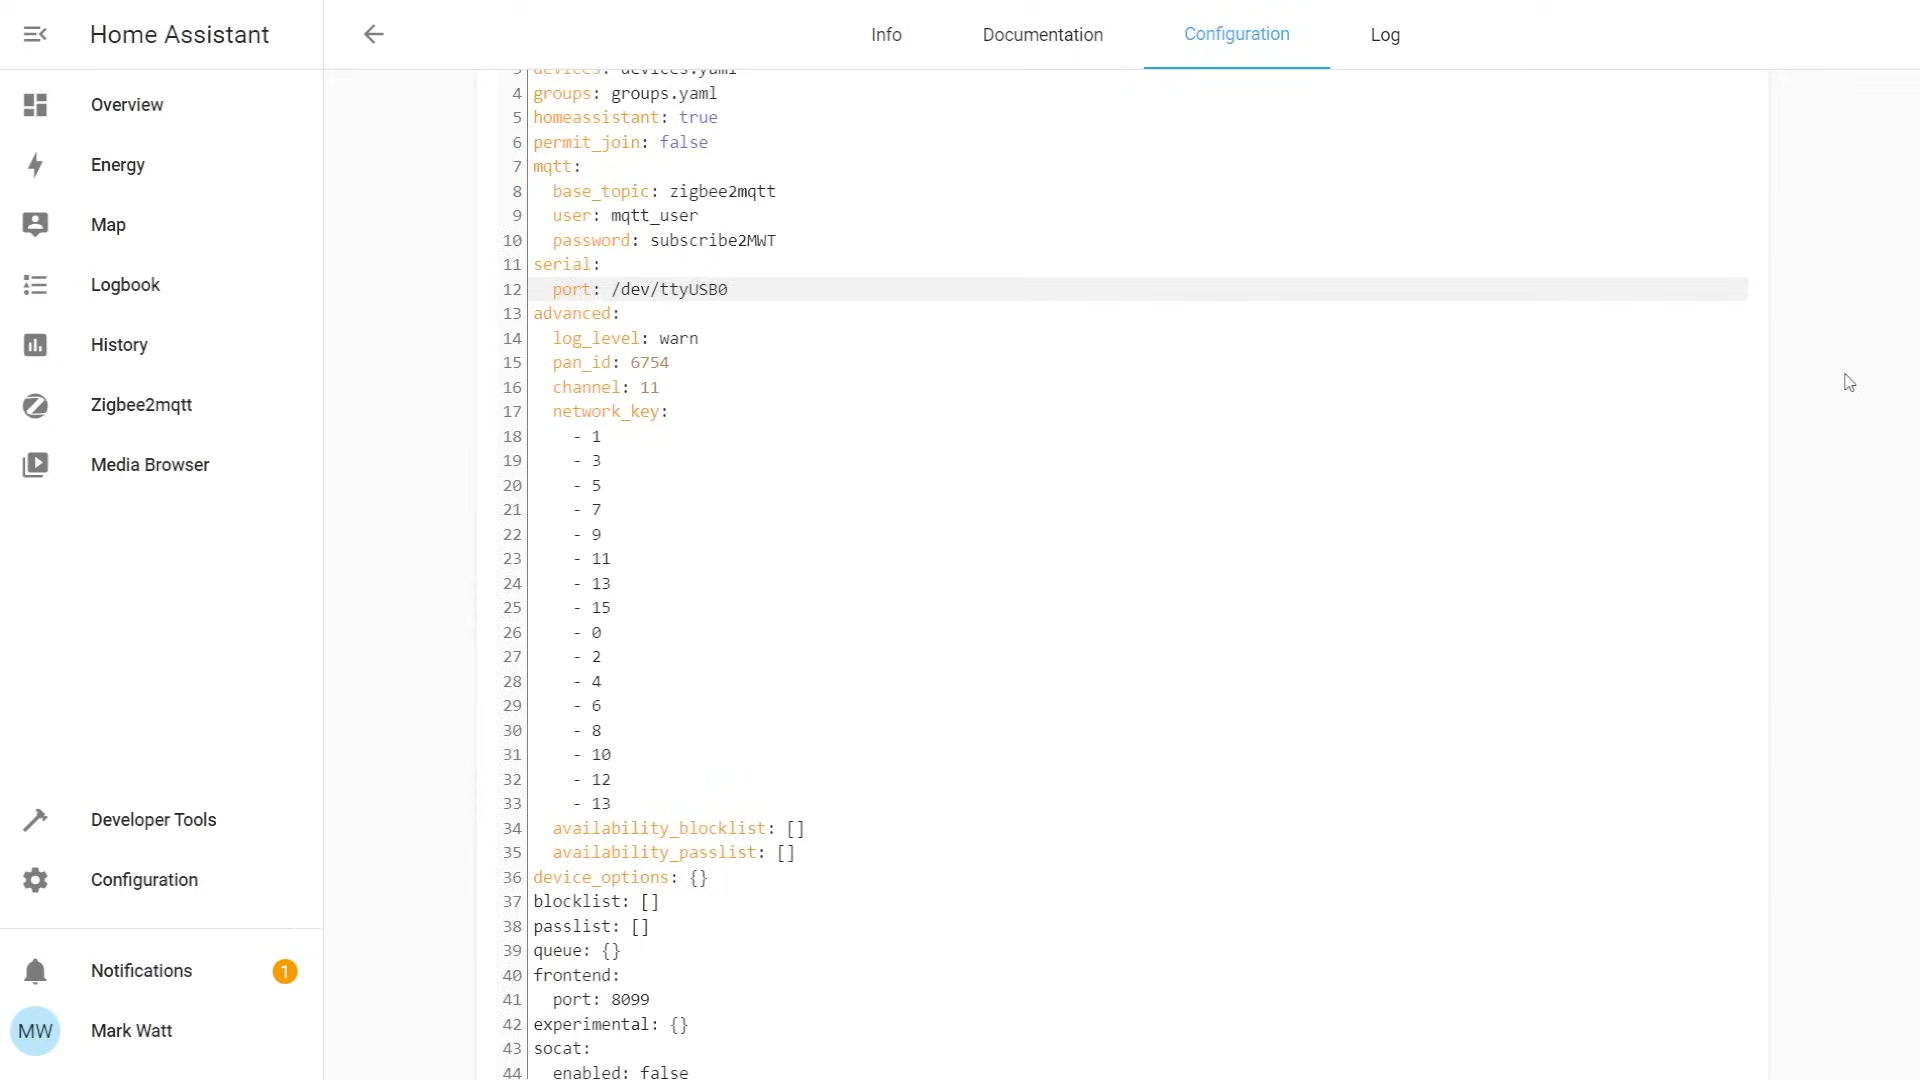 Home Assistant
Info
Documentation
Configuration
Log
Overview
Energy
Map
Logbook
History
Zigbee2mqtt
Media Browser
Developer Tools
Configuration
Notifications
1
MW
Mark Watt
3 devices: devices.yaml
4 groups: groups.yaml
5 homeassistant: true
6 permit_join: false
7 mqtt:
8 base_topic: zigbee2mqtt
9 user: mqtt_user
10 password: subscribe2MWT
11 serial:
12 port: /dev/ttyUSB0
13 advanced:
14 log_level: warn
15 pan_id: 6754
16 channel: 11
17 network_key:
18 - 1
19 - 3
20 - 5
21 - 7
22 - 9
23 - 11
24 - 13
25 - 15
26 - 0
27 - 2
28 - 4
29 - 6
30 - 8
31 - 10
32 - 12
33 - 13
34 availability_blocklist: []
35 availability_passlist: []
36 device_options: {}
37 blocklist: []
38 passlist: []
39 queue: {}
40 frontend:
41 port: 8099
42 experimental: {}
43 socat:
44 enabled: false